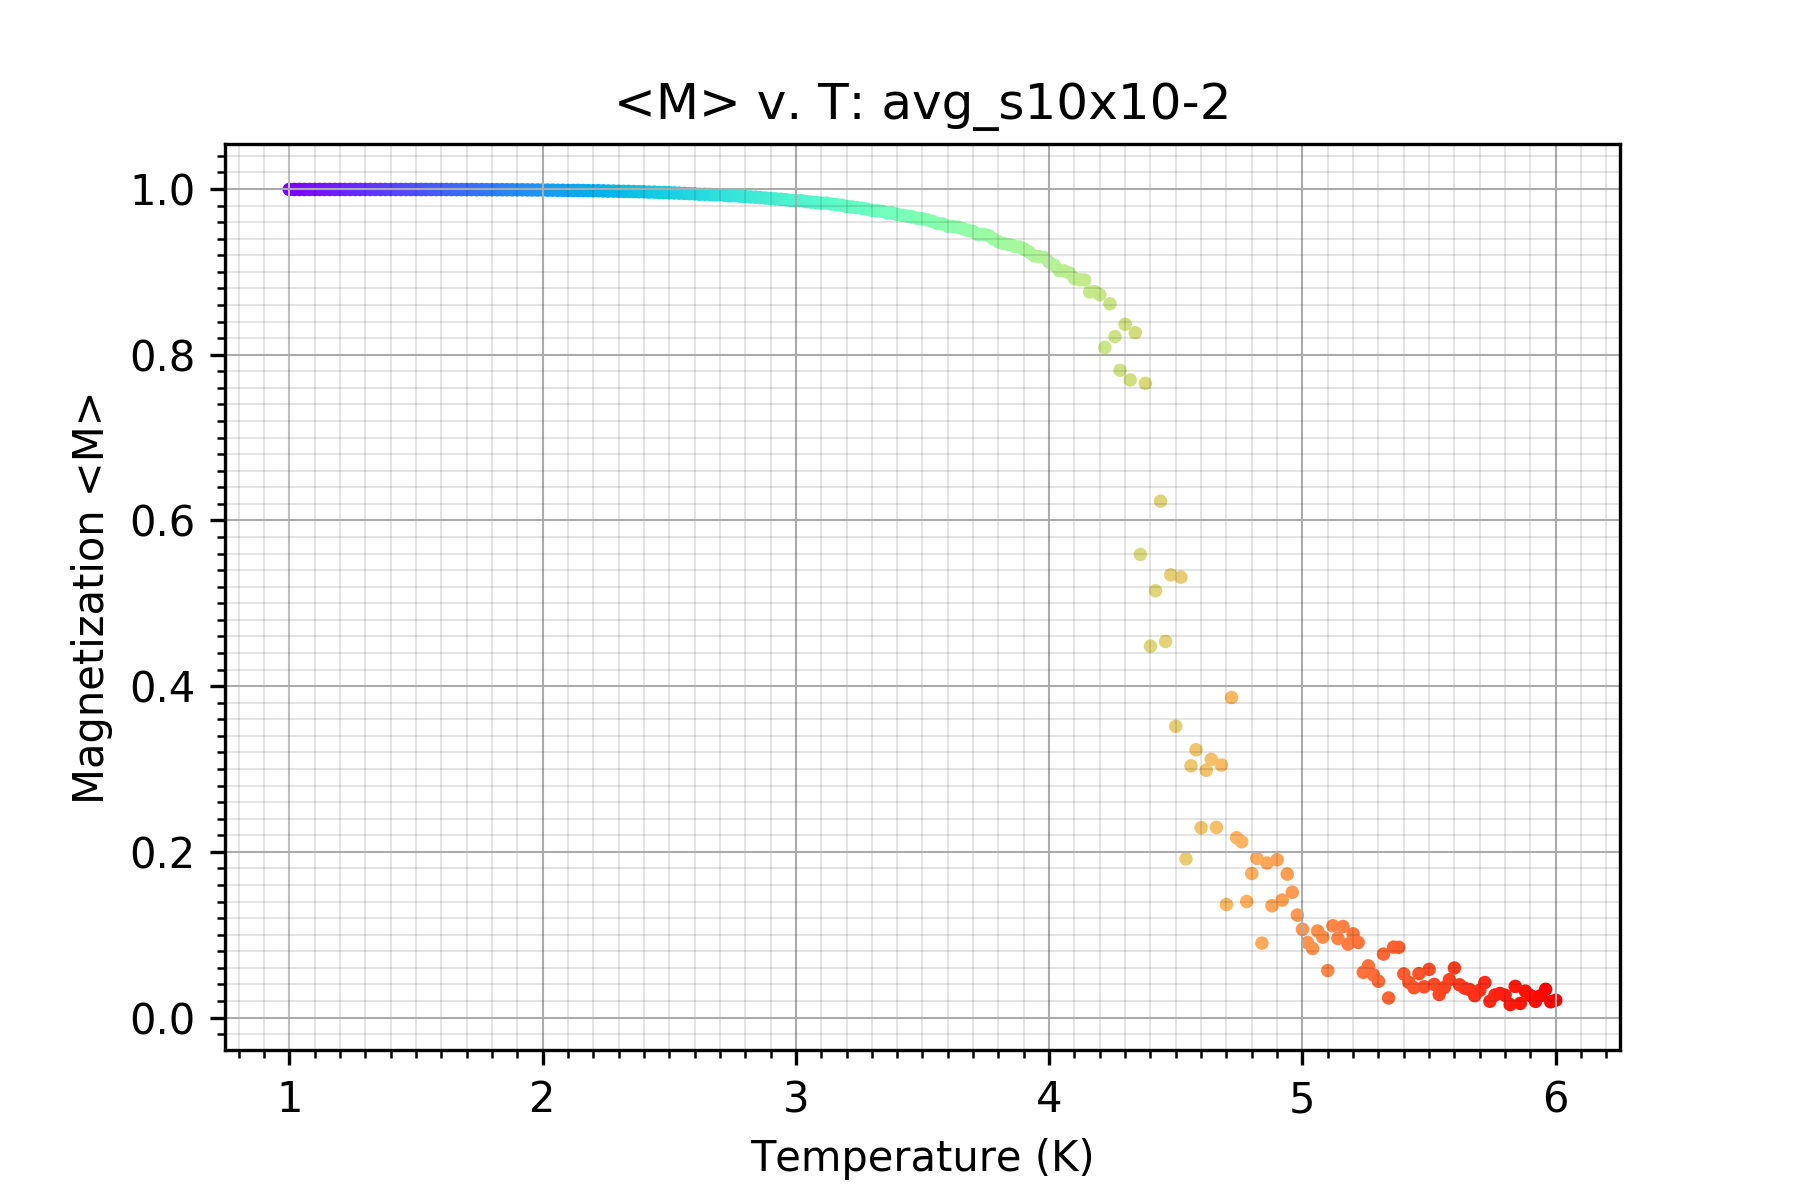 <M> v. T: avg_s10x10-2
1.0
0.8
0.6
0.4
0.2
0.0
Magnetization <M>
1 2 3 4 5 6
Temperature (K)